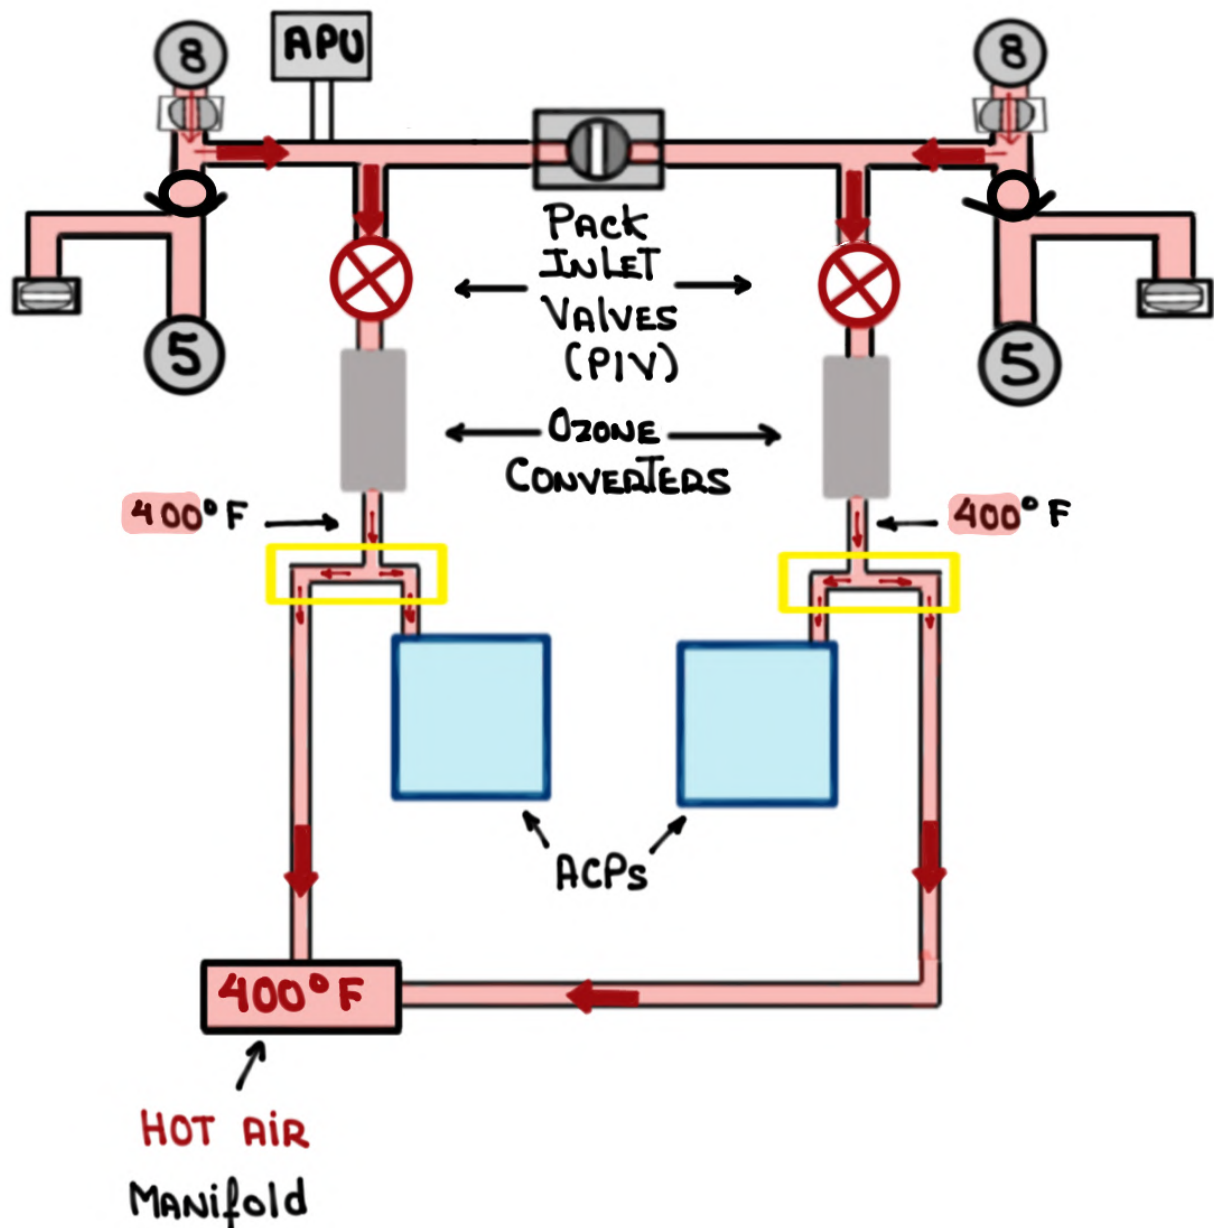 8
APU
8
PACK
INLET
VALVES
(PIV)
5
5
OZONE
CONVERTERS
400°F
400°F
ACPs
400°F
HOT AiR
MANifold